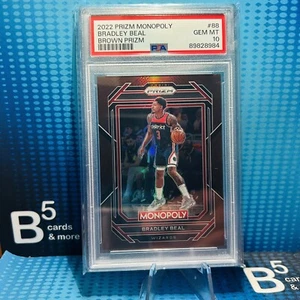 2022 PRIZM MONOPOLY #88
BRADLEY BEAL GEM MT
BROWN PRIZM 10
PSA 89828984
PRIZM
MONOPOLY
BRADLEY BEAL
WIZARDS
B5
cards
& more
B5
cards
& more